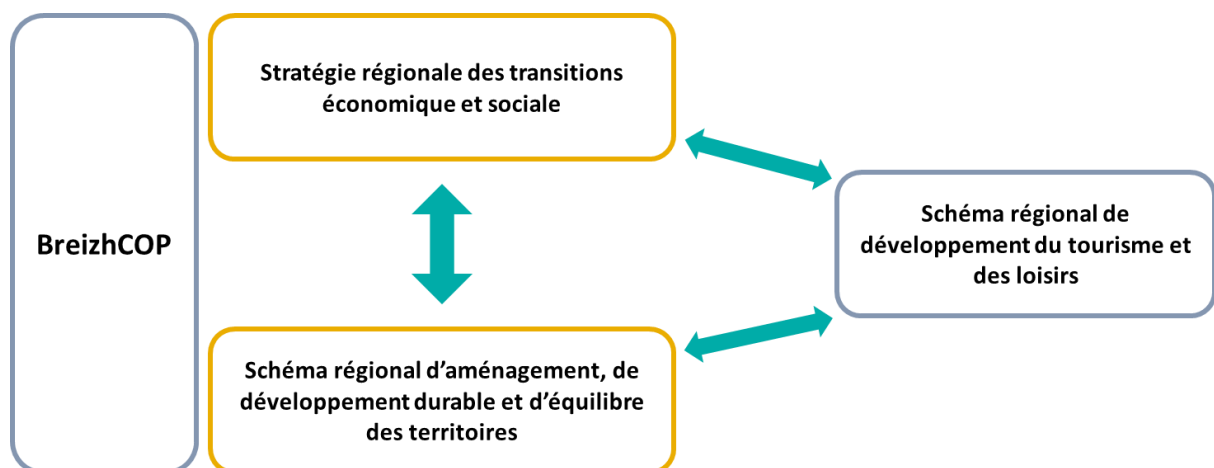 BreizhCOP
Stratégie régionale des transitions
économique et sociale
Schéma régional d’aménagement, de
développement durable et d’équilibre
des territoires
Schéma régional de
développement du tourisme et
des loisirs